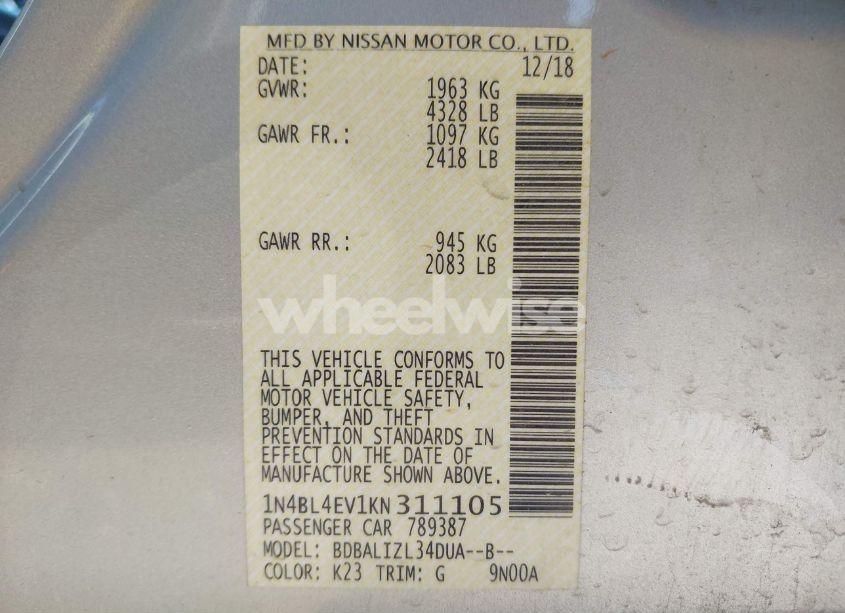 MFD BY NISSAN MOTOR CO., LTD.
DATE: 12/18
GVWR: 1963 KG
4328 LB
GAWR FR.: 1097 KG
2418 LB
GAWR RR.: 945 KG
2083 LB
wheelwise
THIS VEHICLE CONFORMS TO
ALL APPLICABLE FEDERAL
MOTOR VEHICLE SAFETY,
BUMPER, AND THEFT
PREVENTION STANDARDS IN
EFFECT ON THE DATE OF
MANUFACTURE SHOWN ABOVE.
1N4BL4EV1KN311105
PASSENGER CAR 789387
MODEL: BDBALIZL34DUA--B--
COLOR: K23 TRIM: G 9N00A